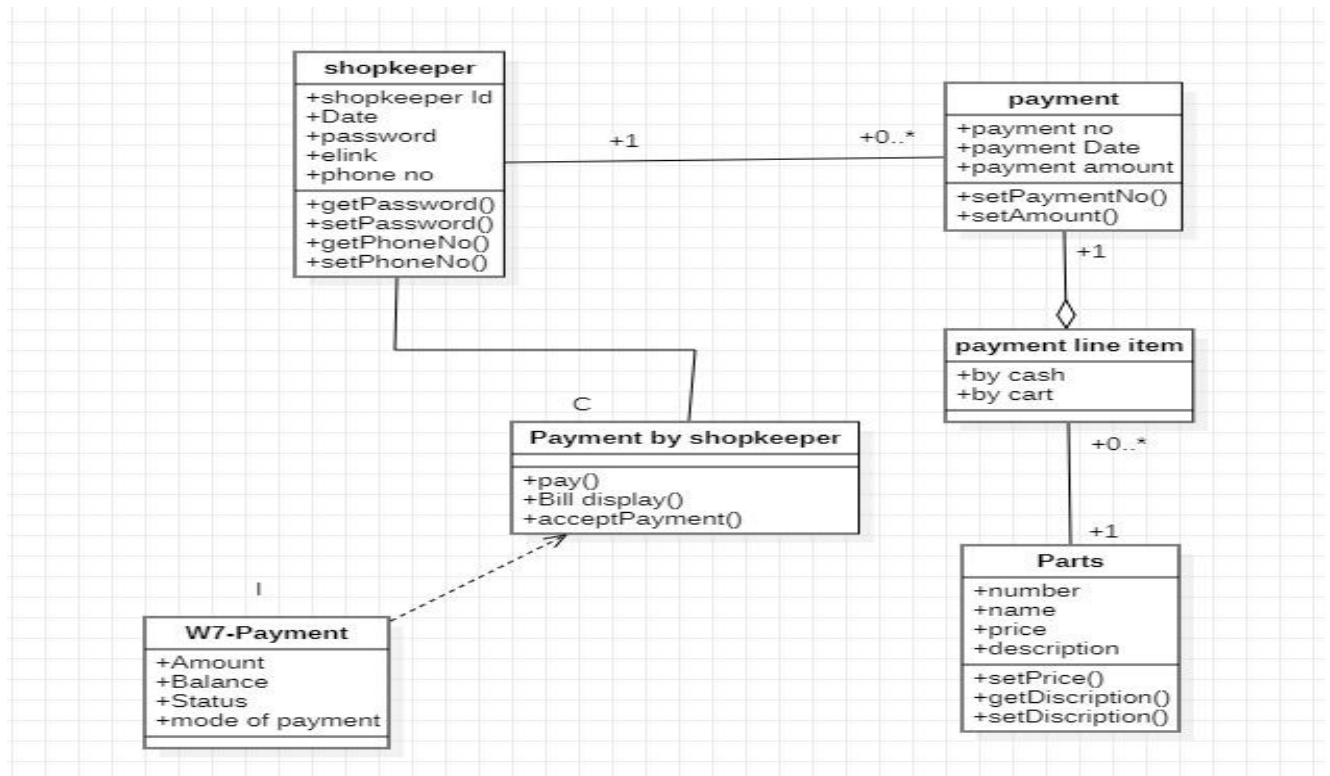 shopkeeper
+shopkeeper Id
+Date
+password
+elink
+phone no
+getPassword()
+setPassword()
+getPhoneNo()
+setPhoneNo()
+1
+0..*
payment
+payment no
+payment Date
+payment amount
+setPaymentNo()
+setAmount()
+1
payment line item
+by cash
+by cart
+0..*
+1
C
Payment by shopkeeper
+pay()
+Bill display()
+acceptPayment()
I
W7-Payment
+Amount
+Balance
+Status
+mode of payment
Parts
+number
+name
+price
+description
+setPrice()
+getDiscription()
+setDiscription()